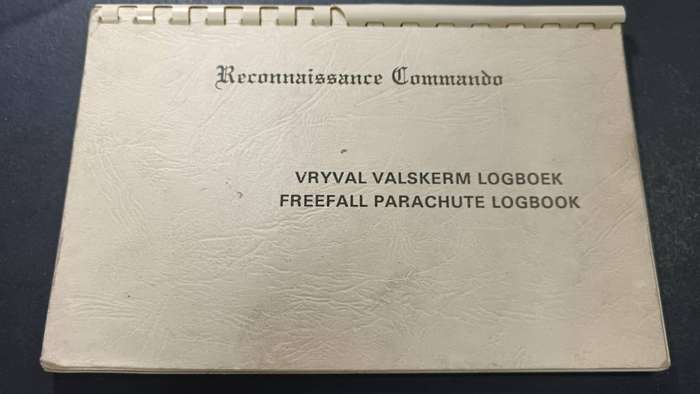 Reconnaissance Commando
VRYVAL VALSKERM LOGBOEK
FREEFALL PARACHUTE LOGBOOK